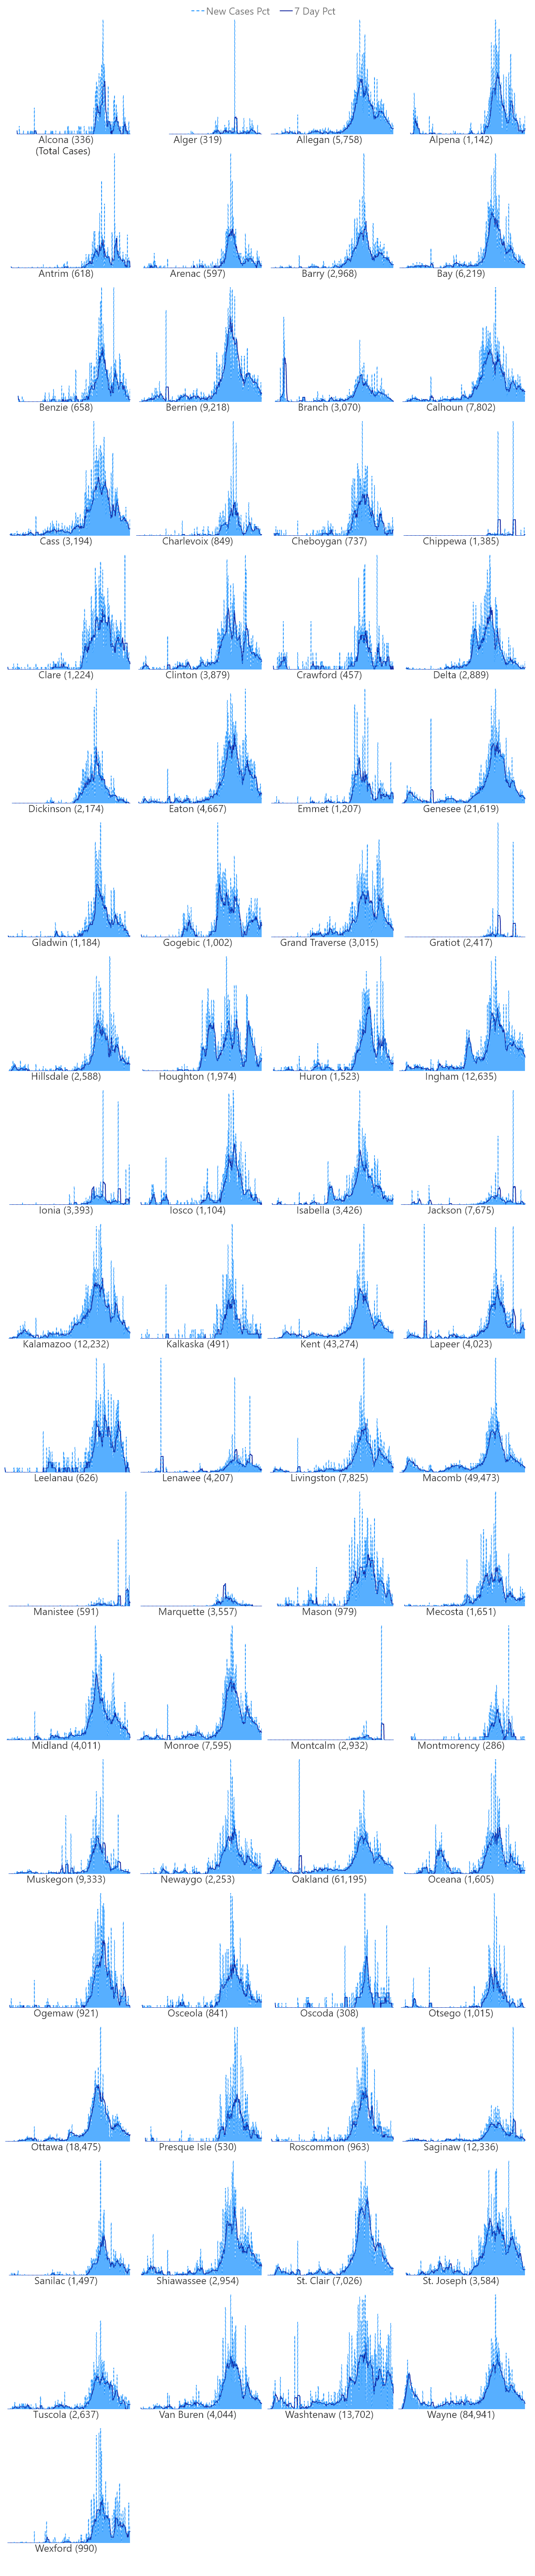 New Cases Pct 7 Day Pct
Alcona (336) Alger (319) Allegan (5,758) Alpena (1,142)
(Total Cases)
Antrim (618) Arenac (597) Barry (2,968) Bay (6,219)
Benzie (658) Berrien (9,218) Branch (3,070) Calhoun (7,802)
Cass (3,194) Charlevoix (849) Cheboygan (737) Chippewa (1,385)
Clare (1,224) Clinton (3,879) Crawford (457) Delta (2,889)
Dickinson (2,174) Eaton (4,667) Emmet (1,207) Genesee (21,619)
Gladwin (1,184) Gogebic (1,002) Grand Traverse (3,015) Gratiot (2,417)
Hillsdale (2,588) Houghton (1,974) Huron (1,523) Ingham (12,635)
Ionia (3,393) Iosco (1,104) Isabella (3,426) Jackson (7,675)
Kalamazoo (12,232) Kalkaska (491) Kent (43,274) Lapeer (4,023)
Leelanau (626) Lenawee (4,207) Livingston (7,825) Macomb (49,473)
Manistee (591) Marquette (3,557) Mason (979) Mecosta (1,651)
Midland (4,011) Monroe (7,595) Montcalm (2,932) Montmorency (286)
Muskegon (9,333) Newaygo (2,253) Oakland (61,195) Oceana (1,605)
Ogemaw (921) Osceola (841) Oscoda (308) Otsego (1,015)
Ottawa (18,475) Presque Isle (530) Roscommon (963) Saginaw (12,336)
Sanilac (1,497) Shiawassee (2,954) St. Clair (7,026) St. Joseph (3,584)
Tuscola (2,637) Van Buren (4,044) Washtenaw (13,702) Wayne (84,941)
Wexford (990)